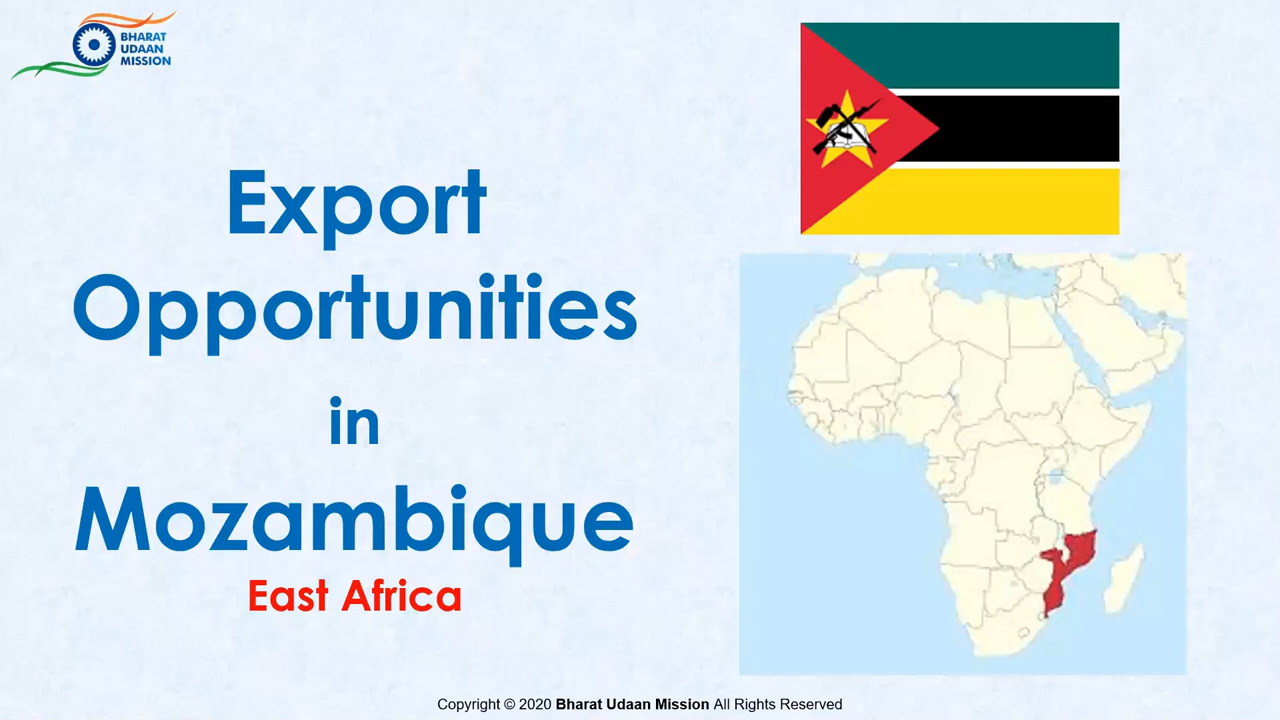 BHARAT
UDAAN
MISSION
Export
Opportunities
in
Mozambique
East Africa
Copyright © 2020 Bharat Udaan Mission All Rights Reserved